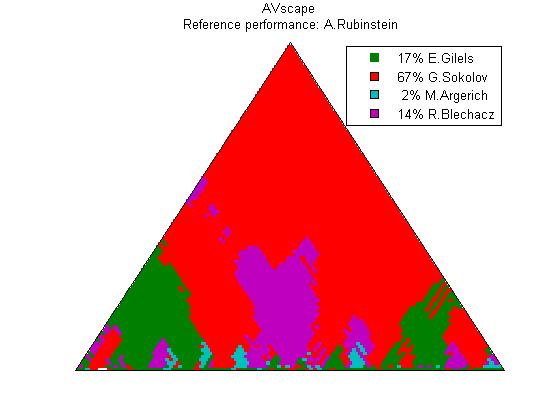 AVscape
Reference performance: A.Rubinstein
17% E.Gilels
67% G.Sokolov
2% M.Argerich
14% R.Blechacz